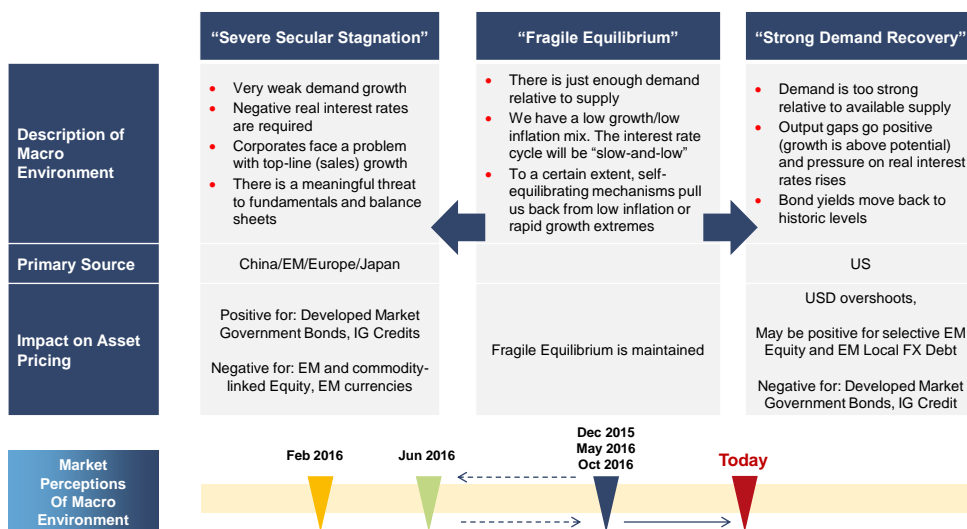 “Severe Secular Stagnation”
“Fragile Equilibrium”
“Strong Demand Recovery”
Description of
Macro
Environment
• Very weak demand growth
• Negative real interest rates
are required
• Corporates face a problem
with top-line (sales) growth
• There is a meaningful threat
to fundamentals and balance
sheets
• There is just enough demand
relative to supply
• We have a low growth/low
inflation mix. The interest rate
cycle will be “slow-and-low”
• To a certain extent, self-
equilibrating mechanisms pull
us back from low inflation or
rapid growth extremes
• Demand is too strong
relative to available supply
• Output gaps go positive
(growth is above potential)
and pressure on real interest
rates rises
• Bond yields move back to
historic levels
Primary Source
China/EM/Europe/Japan
US
Impact on Asset
Pricing
Positive for: Developed Market
Government Bonds, IG Credits
Negative for: EM and commodity-
linked Equity, EM currencies
Fragile Equilibrium is maintained
USD overshoots,
May be positive for selective EM
Equity and EM Local FX Debt
Negative for: Developed Market
Government Bonds, IG Credit
Market
Perceptions
Of Macro
Environment
Feb 2016
Jun 2016
Dec 2015
May 2016
Oct 2016
Today